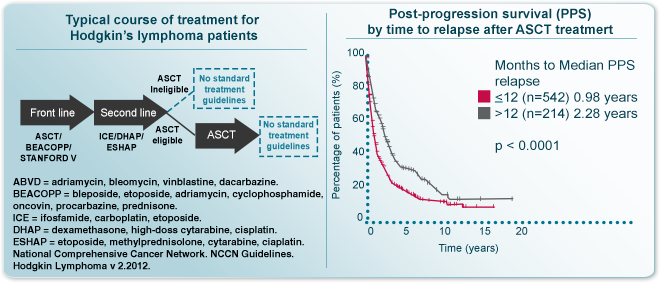 Typical course of treatment for
Hodgkin's lymphoma patients
ASCT
Ineligible
No standard
treatment
guidelines
Front line
Second line
ASCT
No standard
treatment
guidelines
ASCT/
BEACOPP/
STANFORD V
ICE/DHAP/
ESHAP
ASCT
eligible
ABVD = adriamycin, bleomycin, vinblastine, dacarbazine.
BEACOPP = bleposide, etoposide, adriamycin, cyclophosphamide,
oncovin, procarbazine, prednisone.
ICE = ifosfamide, carboplatin, etoposide.
DHAP = dexamethasone, high-doss cytarabine, cisplatin.
ESHAP = etoposide, methylprednisolone, cytarabine, ciaplatin.
National Comprehensive Cancer Network. NCCN Guidelines.
Hodgkin Lymphoma v 2.2012.
Post-progression survival (PPS)
by time to relapse after ASCT treatmert
Percentage of patients (%)
100
80
60
40
20
0
0
5
10
15
20
Time (years)
Months to Median PPS
relapse
≤12 (n=542) 0.98 years
>12 (n=214) 2.28 years
p < 0.0001